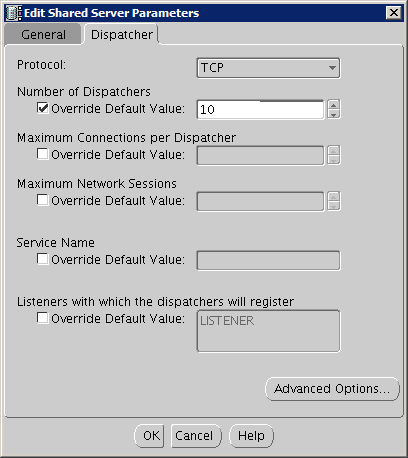 Edit Shared Server Parameters
General Dispatcher
Protocol: TCP
Number of Dispatchers
Override Default Value: 10
Maximum Connections per Dispatcher
Override Default Value:
Maximum Network Sessions
Override Default Value:
Service Name
Override Default Value:
Listeners with which the dispatchers will register
Override Default Value: LISTENER
Advanced Options...
OK Cancel Help